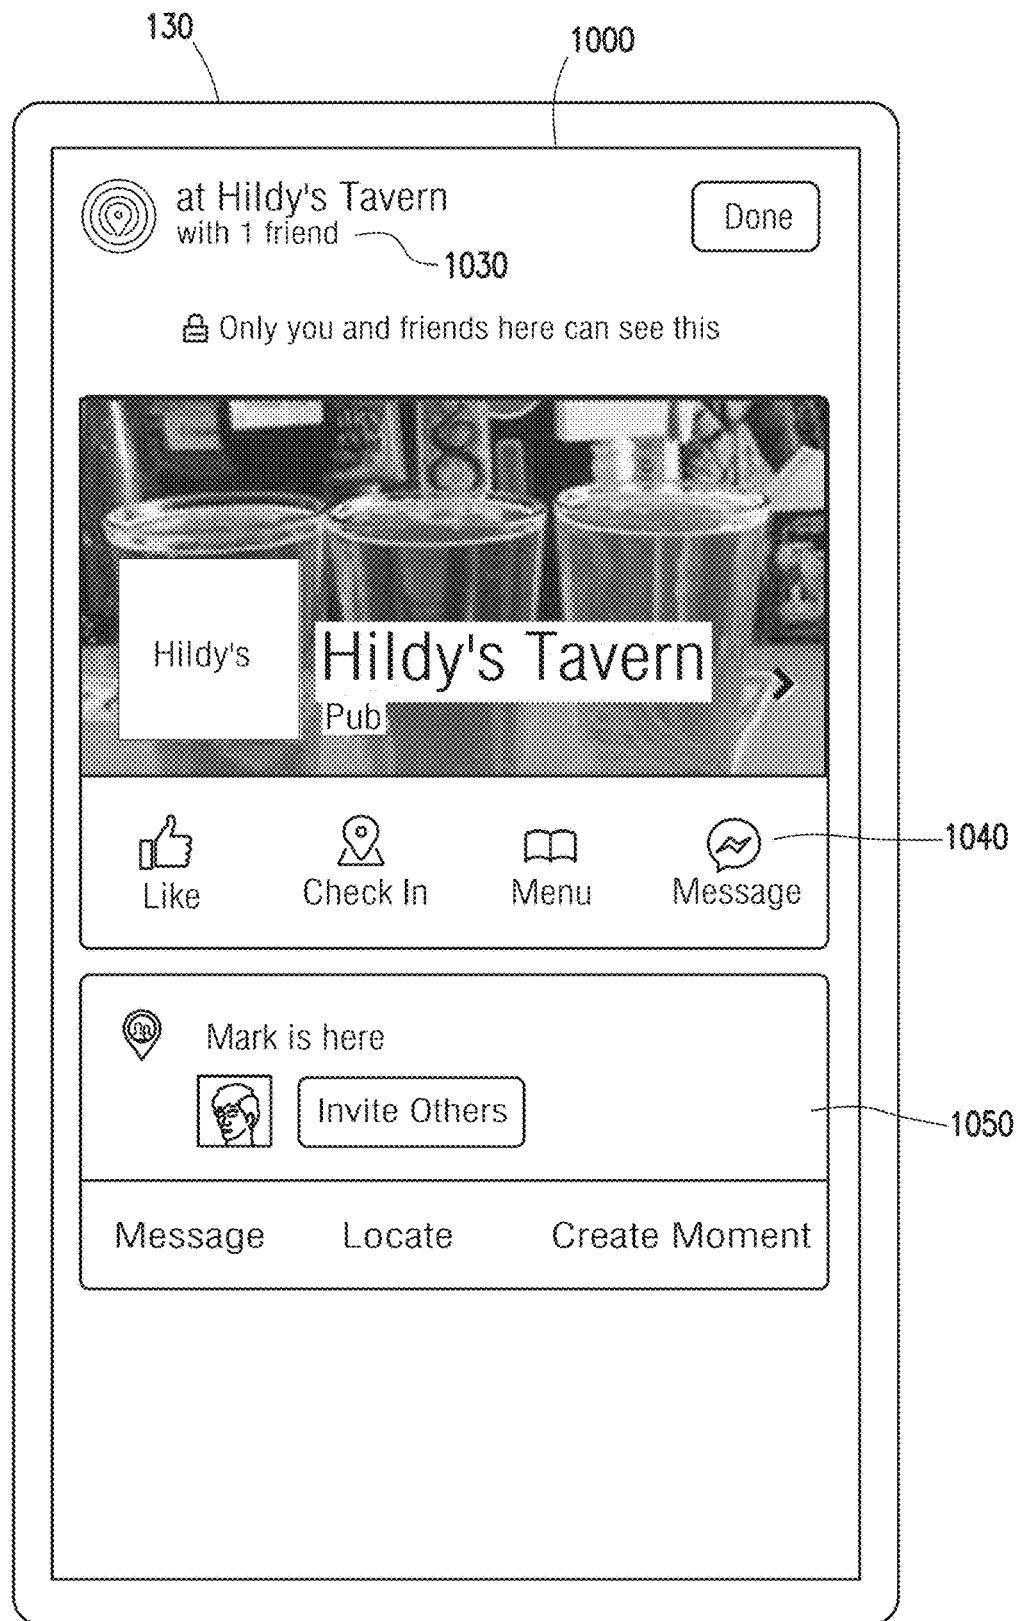 130
1000
at Hildy's Tavern
Done
with 1 friend
1030
Only you and friends here can see this
Hildy's
Hildy's Tavern
Pub
1040
Like
Check In
Menu
Message
Mark is here
Invite Others
1050
Message
Locate
Create Moment